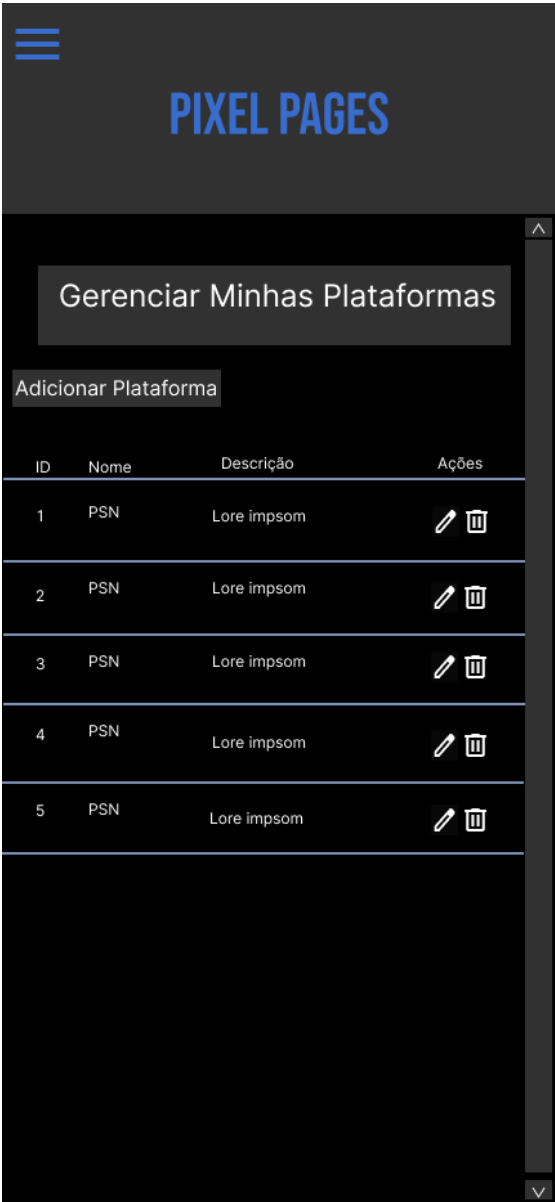 PIXEL PAGES
Gerenciar Minhas Plataformas
Adicionar Plataforma
ID Nome Descrição Ações
1 PSN Lore impsom
2 PSN Lore impsom
3 PSN Lore impsom
4 PSN Lore impsom
5 PSN Lore impsom